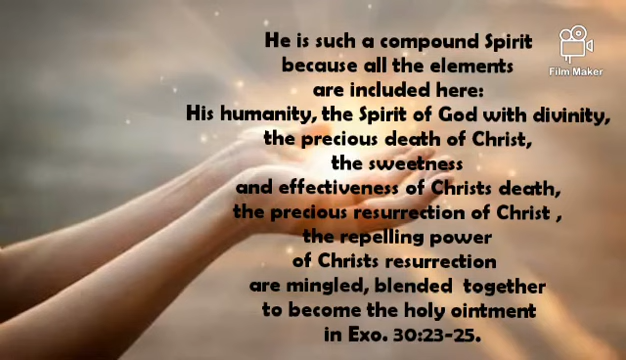 He is such a compound Spirit
because all the elements
are included here:
His humanity, the Spirit of God with divinity,
the precious death of Christ,
the sweetness
and effectiveness of Christs death,
the precious resurrection of Christ ,
the repelling power
of Christs resurrection
are mingled, blended together
to become the holy ointment
in Exo. 30:23-25.
Film Maker